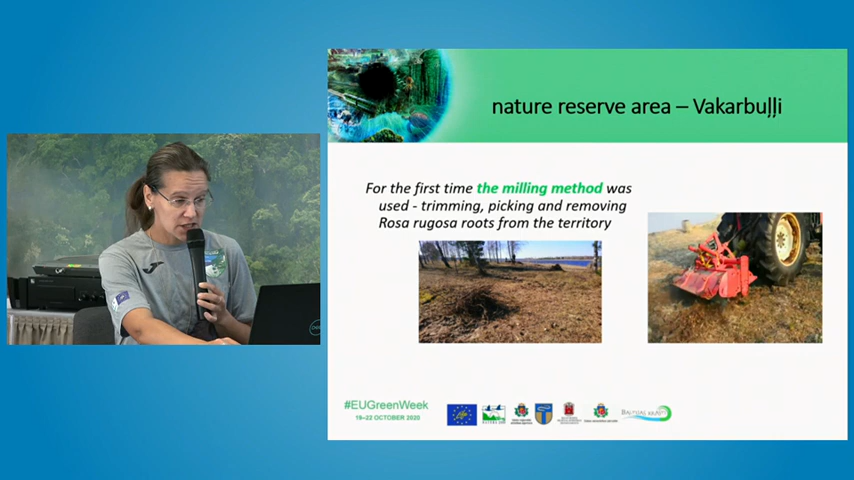 nature reserve area – Vakarbuļļi
For the first time the milling method was
used - trimming, picking and removing
Rosa rugosa roots from the territory
#EUGreenWeek
19–22 OCTOBER 2020